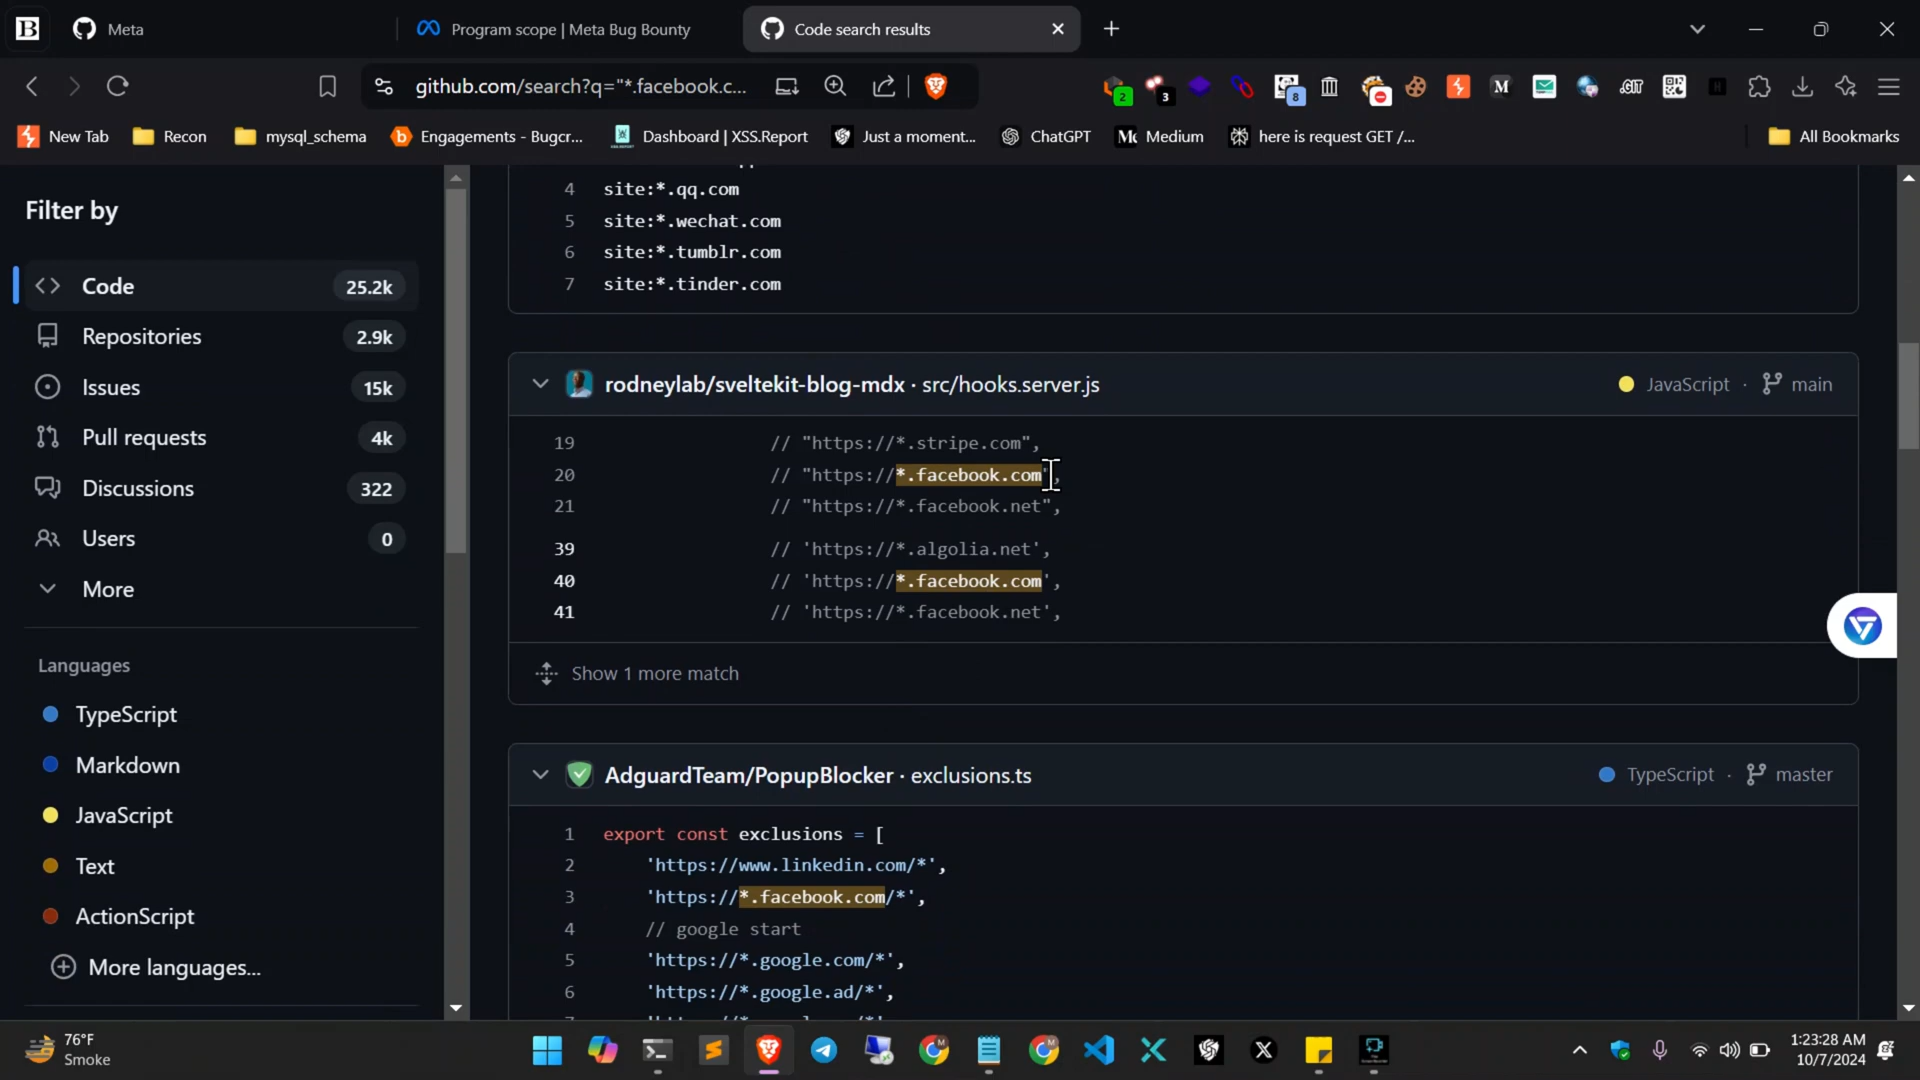 Meta
Program scope | Meta Bug Bounty
Code search results
github.com/search?q="*.facebook.c...
2
3
8
M
GIT
New Tab
Recon
mysql_schema
Engagements - Bugcr...
Dashboard | XSS.Report
Just a moment...
ChatGPT
Medium
here is request GET /...
All Bookmarks
Filter by
Code 25.2k
Repositories 2.9k
Issues 15k
Pull requests 4k
Discussions 322
Users 0
More
Languages
TypeScript
Markdown
JavaScript
Text
ActionScript
More languages...
4 site:*.qq.com
5 site:*.wechat.com
6 site:*.tumblr.com
7 site:*.tinder.com
rodneylab/sveltekit-blog-mdx · src/hooks.server.js JavaScript · main
19 // "https://*.stripe.com",
20 // "https://*.facebook.com",
21 // "https://*.facebook.net",
39 // 'https://*.algolia.net',
40 // 'https://*.facebook.com',
41 // 'https://*.facebook.net',
Show 1 more match
AdguardTeam/PopupBlocker · exclusions.ts TypeScript · master
1 export const exclusions = [
2 'https://www.linkedin.com/*',
3 'https://*.facebook.com/*',
4 // google start
5 'https://*.google.com/*',
6 'https://*.google.ad/*',
76°F
Smoke
1:23:28 AM
10/7/2024